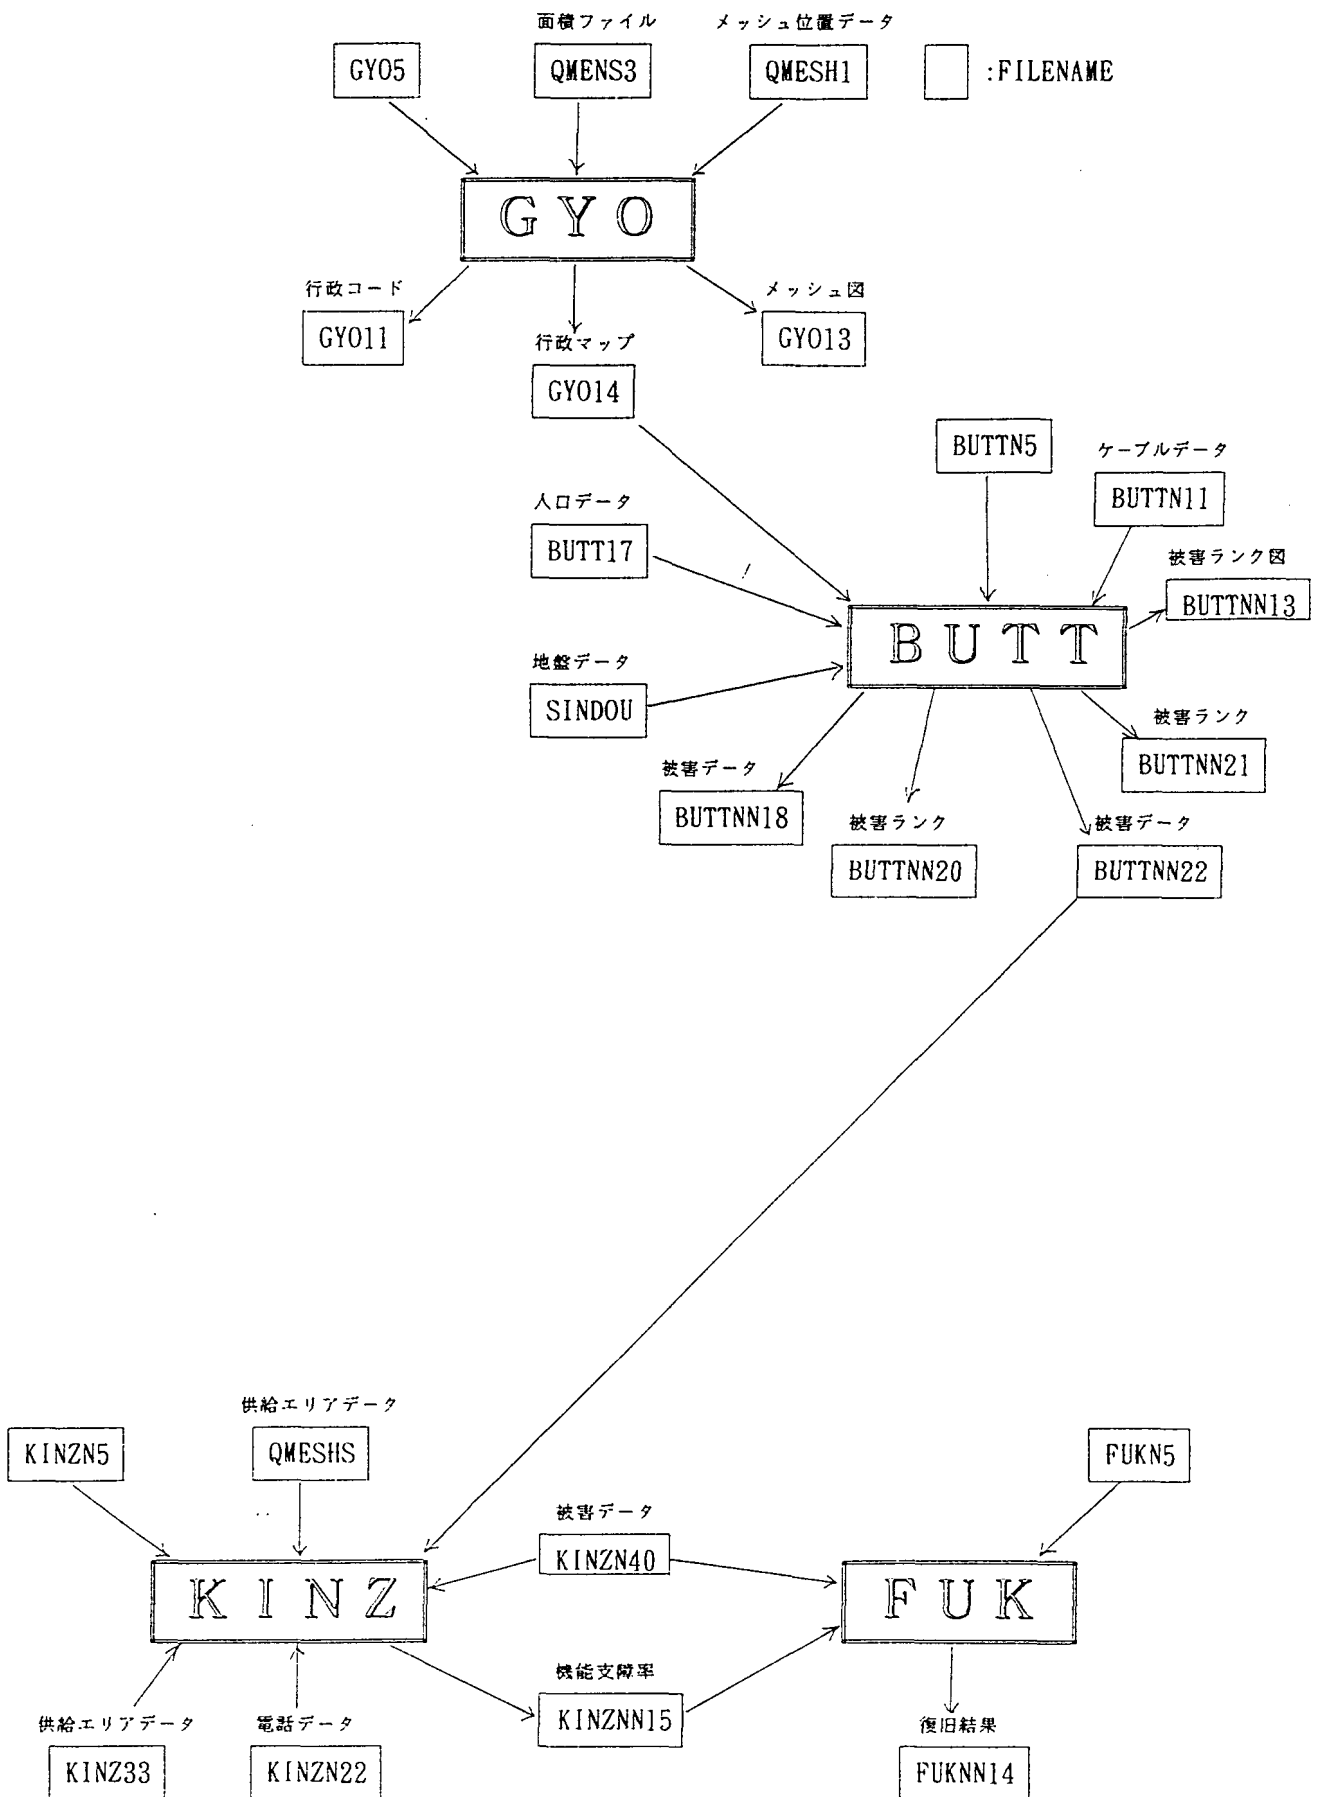 面積ファイル
メッシュ位置データ
GYO5
QMENS3
QMESH1
:FILENAME
GYO
行政コード
メッシュ図
GYO11
行政マップ
GYO13
GYO14
BUTTN5
ケーブルデータ
BUTTN11
人口データ
BUTT17
被害ランク図
BUTTNN13
BUTT
地盤データ
SINDOU
被害ランク
BUTTNN21
被害データ
BUTTNN18
被害ランク
BUTTNN20
被害データ
BUTTNN22
供給エリアデータ
KINZN5
QMESHS
FUKN5
被害データ
KINZN40
KINZ
FUK
機能支障率
KINZNN15
供給エリアデータ
KINZ33
電話データ
KINZN22
復旧結果
FUKNN14